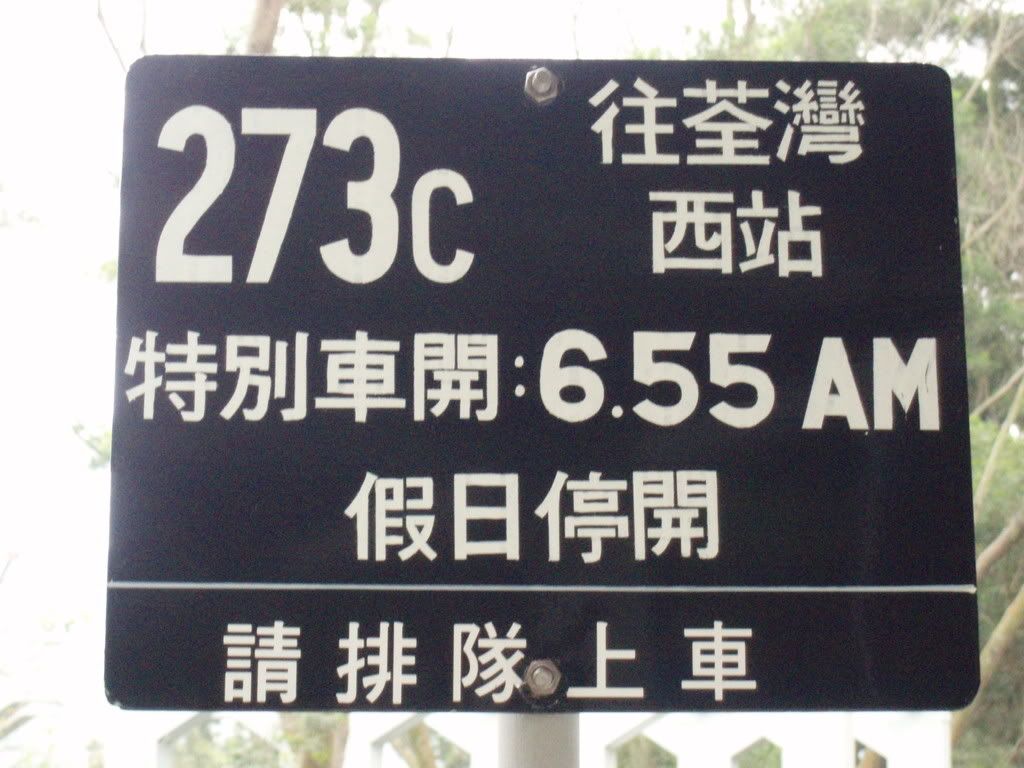 273C
往荃灣
西站
特別車開:6.55 AM
假日停開
請排隊上車